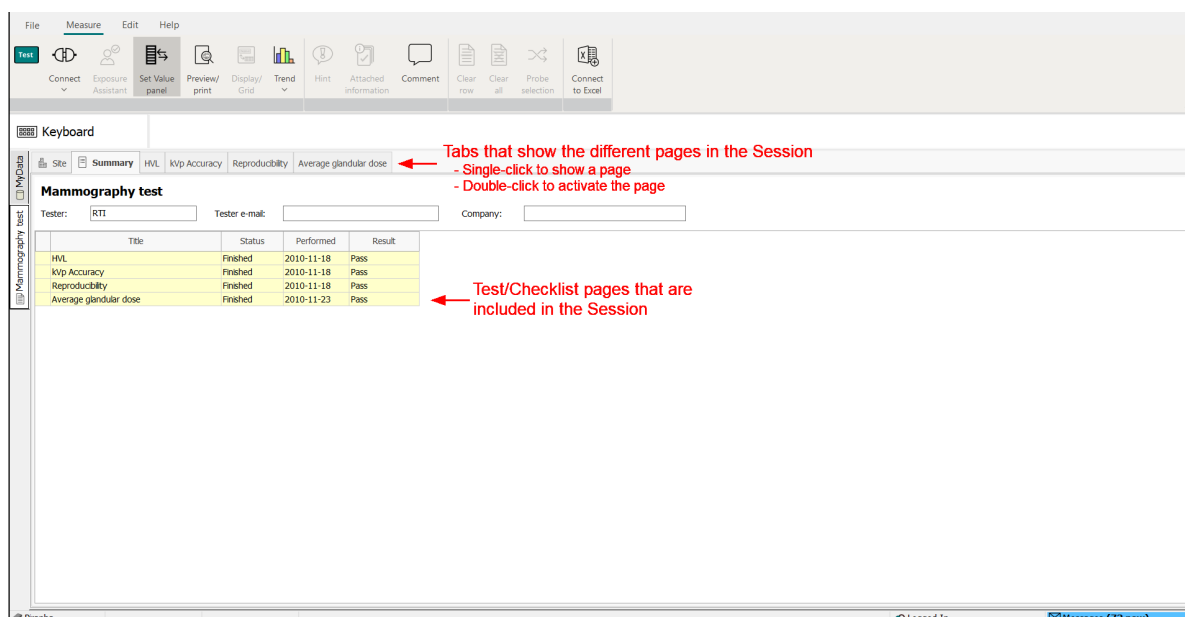 File Measure Edit Help
Test
Connect Exposure Assistant Set Value panel Preview/ print Display/ Grid Trend Hint Attached information Comment Clear row Clear all Probe selection Connect to Excel
Keyboard
MyData
Mammography test
Site Summary HVL kVp Accuracy Reproducibility Average glandular dose
Tabs that show the different pages in the Session
- Single-click to show a page
- Double-click to activate the page
Mammography test
Tester: RTI Tester e-mail: Company:
Title Status Performed Result
HVL Finished 2010-11-18 Pass
kVp Accuracy Finished 2010-11-18 Pass
Reproducibility Finished 2010-11-18 Pass
Average glandular dose Finished 2010-11-23 Pass
Test/Checklist pages that are
included in the Session